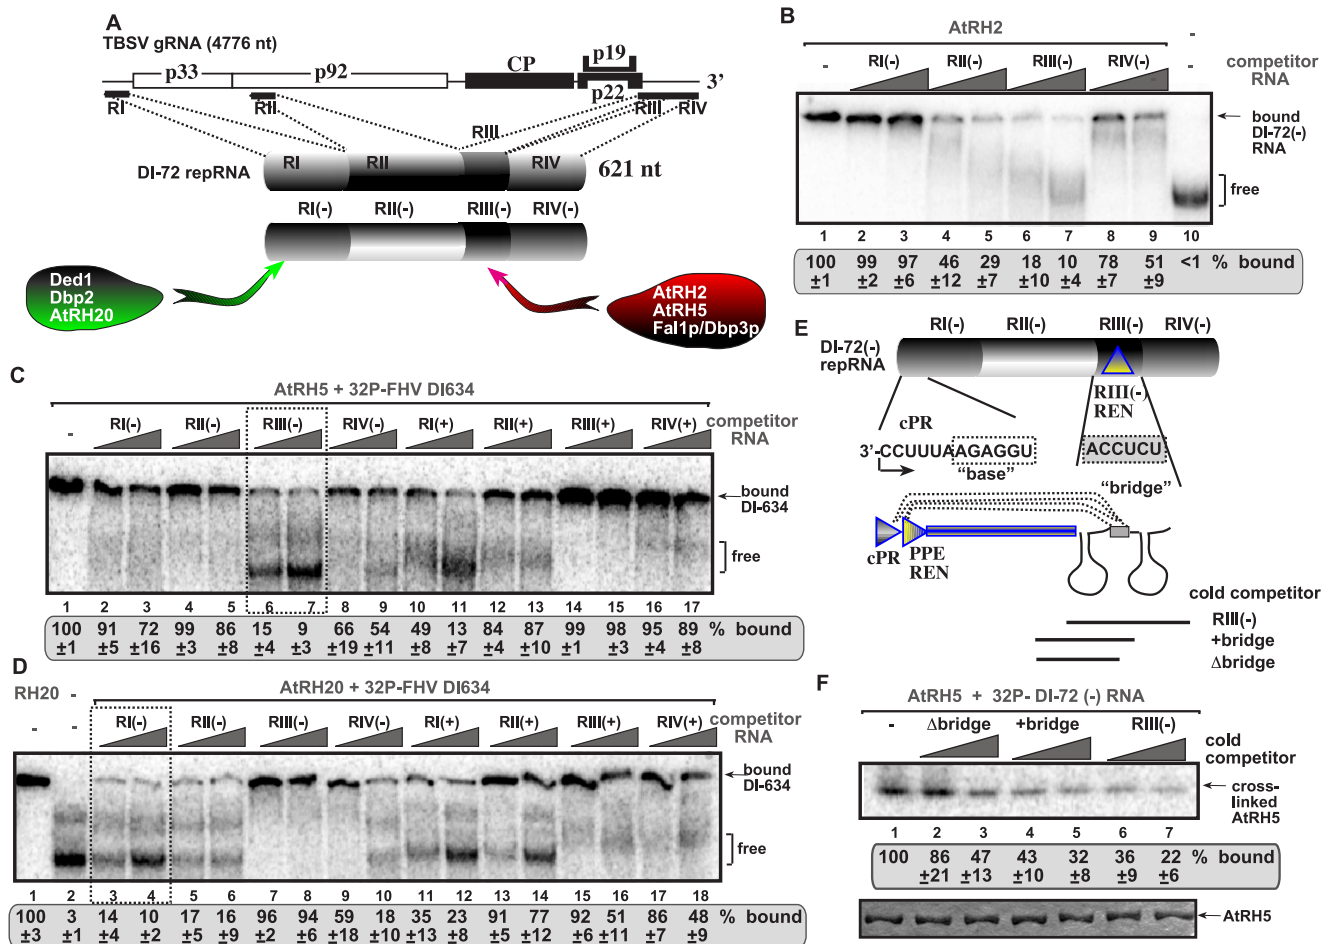 A
TBSV gRNA (4776 nt)
p33
p92
CP
p19
p22
3'
RI
RII
RIII
RIV
RIII
DI-72 repRNA
RI
RII
RIV
621 nt
RI(-)
RII(-)
RIII(-)
RIV(-)
Ded1
Dbp2
AtRH20
AtRH2
AtRH5
Fal1p/Dbp3p
B
AtRH2
-
- RI(-) RII(-) RIII(-) RIV(-) -
competitor
RNA
bound
DI-72(-)
RNA
free
1 2 3 4 5 6 7 8 9 10
100 99 97 46 29 18 10 78 51 <1 % bound
±1 ±2 ±6 ±12 ±7 ±10 ±4 ±7 ±9
C
AtRH5 + 32P-FHV DI634
- RI(-) RII(-) RIII(-) RIV(-) RI(+) RII(+) RIII(+) RIV(+)
competitor
RNA
bound
DI-634
free
1 2 3 4 5 6 7 8 9 10 11 12 13 14 15 16 17
100 91 72 99 86 15 9 66 54 49 13 84 87 99 98 95 89 % bound
±1 ±5 ±16 ±3 ±8 ±4 ±3 ±19 ±11 ±8 ±7 ±4 ±10 ±1 ±3 ±4 ±8
D
RH20 -
AtRH20 + 32P-FHV DI634
- - RI(-) RII(-) RIII(-) RIV(-) RI(+) RII(+) RIII(+) RIV(+)
competitor
RNA
bound
DI-634
free
1 2 3 4 5 6 7 8 9 10 11 12 13 14 15 16 17 18
100 3 14 10 17 16 96 94 59 18 35 23 91 77 92 51 86 48 % bound
±3 ±1 ±4 ±2 ±5 ±9 ±2 ±6 ±18 ±10 ±13 ±8 ±5 ±12 ±6 ±11 ±7 ±9
E
RI(-)
RII(-)
RIII(-)
RIV(-)
DI-72(-)
repRNA
RIII(-)
REN
cPR
3'-CCUUUAAGAGGU
"base"
ACCUCU
"bridge"
cPR
PPE
REN
cold competitor
RIII(-)
+bridge
Δbridge
F
AtRH5 + 32P- DI-72 (-) RNA
- Δbridge +bridge RIII(-)
cold
competitor
cross-
linked
AtRH5
1 2 3 4 5 6 7
100 86 47 43 32 36 22 % bound
±21 ±13 ±10 ±8 ±9 ±6
AtRH5